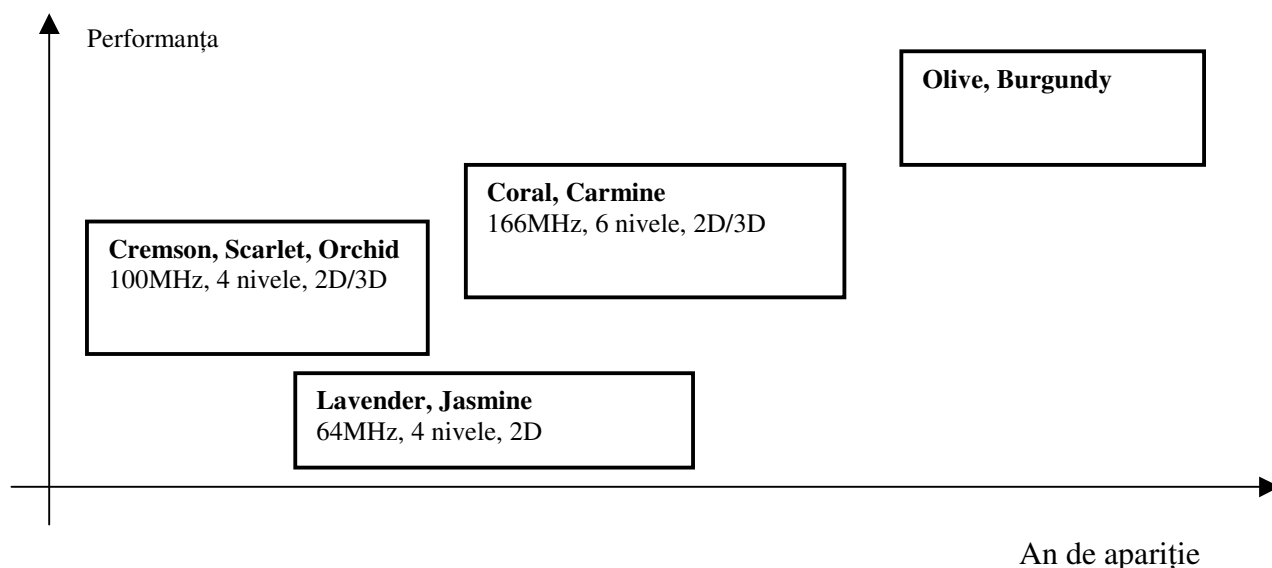 Performanța
Olive, Burgundy
Coral, Carmine
166MHz, 6 nivele, 2D/3D
Cremson, Scarlet, Orchid
100MHz, 4 nivele, 2D/3D
Lavender, Jasmine
64MHz, 4 nivele, 2D
An de apariție